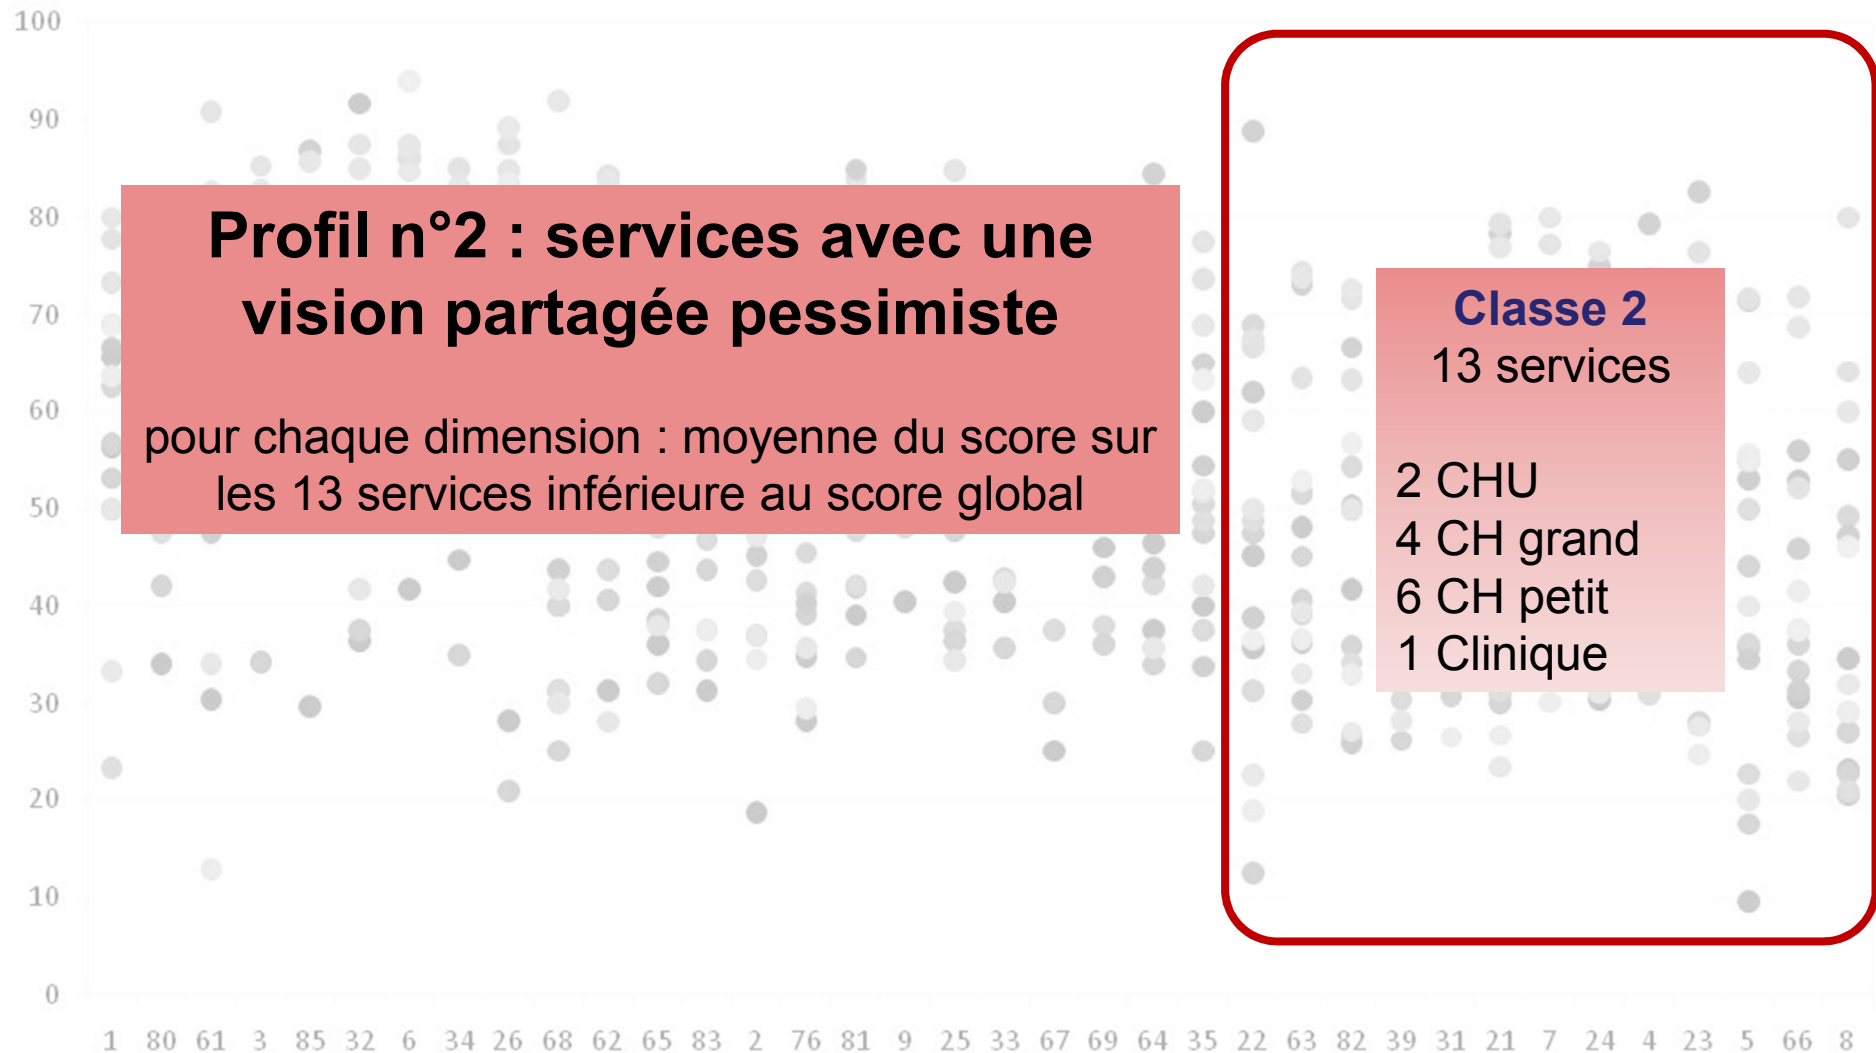 100
90
80
70
60
50
40
30
20
10
0
Profil n°2 : services avec une
vision partagée pessimiste
pour chaque dimension : moyenne du score sur
les 13 services inférieure au score global
Classe 2
13 services
2 CHU
4 CH grand
6 CH petit
1 Clinique
1 80 61 3 85 32 6 34 26 68 62 65 83 2 76 81 9 25 33 67 69 64 35 22 63 82 39 31 21 7 24 4 23 5 66 8